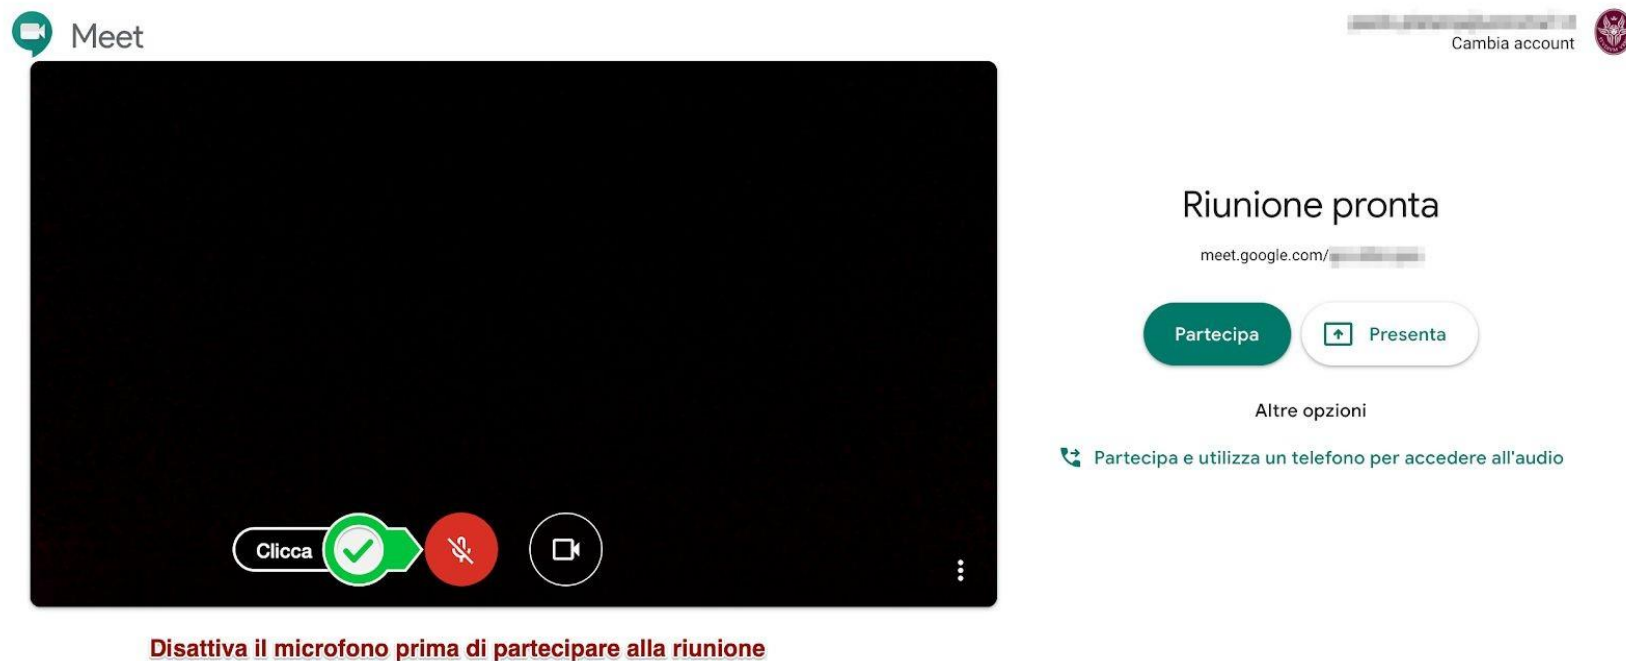 Meet
Cambia account
Riunione pronta
meet.google.com/
Partecipa
Presenta
Altre opzioni
Partecipa e utilizza un telefono per accedere all'audio
Clicca
Disattiva il microfono prima di partecipare alla riunione